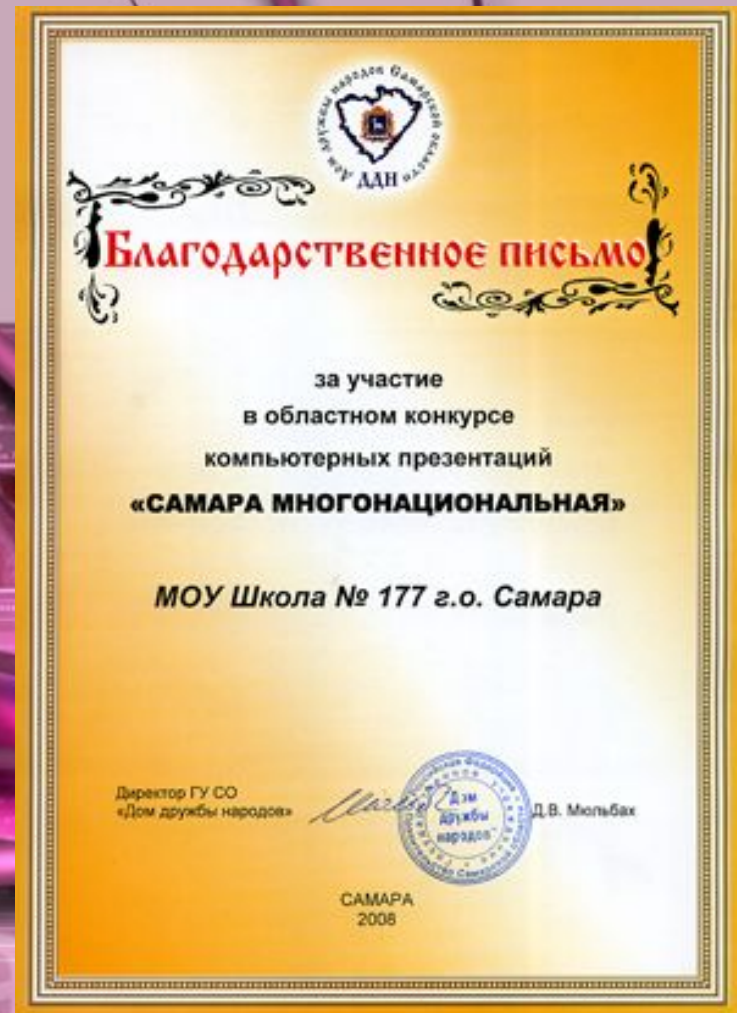 Дом дружбы народов Самарской области
ДДН
Благодарственное письмо
за участие
в областном конкурсе
компьютерных презентаций
«САМАРА МНОГОНАЦИОНАЛЬНАЯ»
МОУ Школа № 177 г.о. Самара
Директор ГУ СО
«Дом дружбы народов»
Дом
дружбы
народов
Д.В. Мюльбах
САМАРА
2008